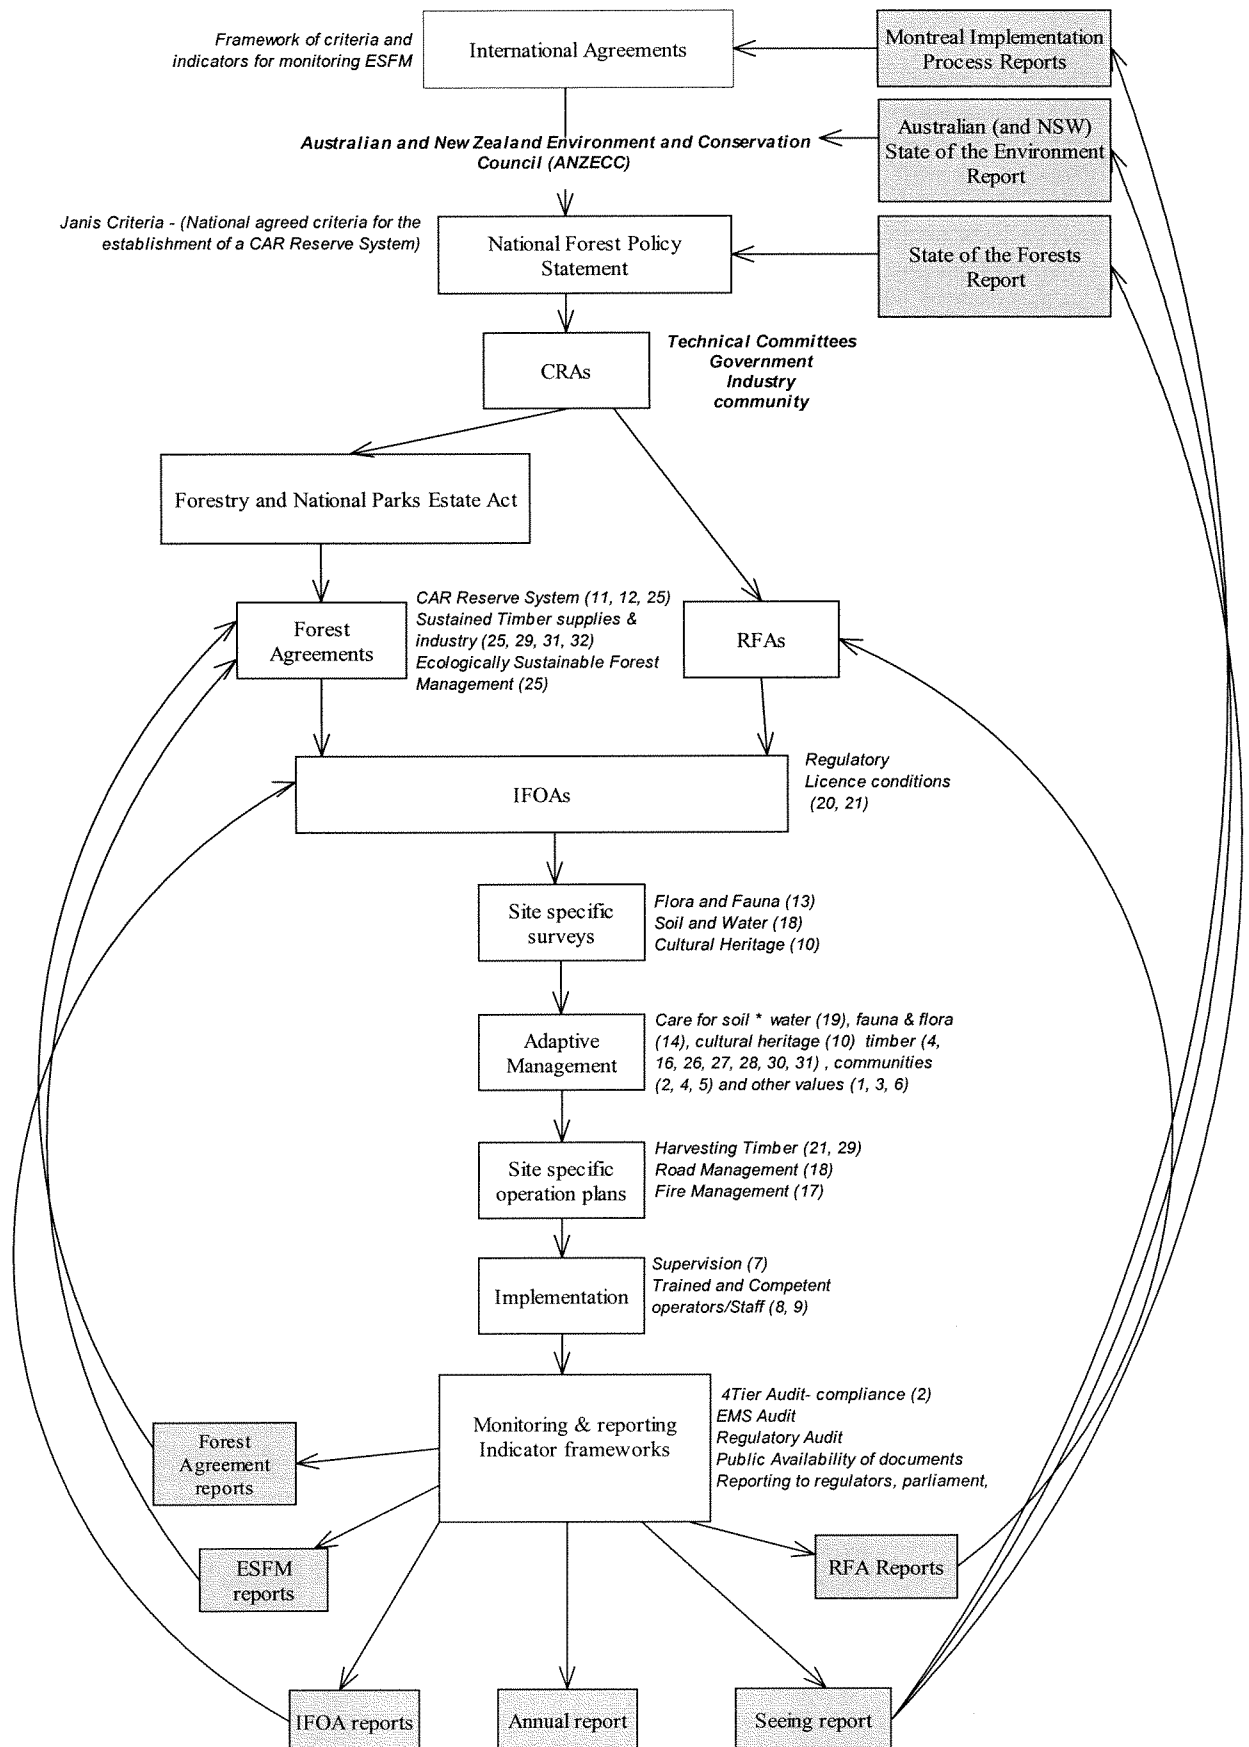 Framework of criteria and
indicators for monitoring ESFM
International Agreements
Montreal Implementation
Process Reports
Australian and New Zealand Environment and Conservation
Council (ANZECC)
Australian (and NSW)
State of the Environment
Report
Janis Criteria - (National agreed criteria for the
establishment of a CAR Reserve System)
National Forest Policy
Statement
State of the Forests
Report
CRAs
Technical Committees
Government
Industry
community
Forestry and National Parks Estate Act
Forest
Agreements
CAR Reserve System (11, 12, 25)
Sustained Timber supplies &
industry (25, 29, 31, 32)
Ecologically Sustainable Forest
Management (25)
RFAs
IFOAs
Regulatory
Licence conditions
(20, 21)
Site specific
surveys
Flora and Fauna (13)
Soil and Water (18)
Cultural Heritage (10)
Adaptive
Management
Care for soil * water (19), fauna & flora
(14), cultural heritage (10) timber (4,
16, 26, 27, 28, 30, 31) , communities
(2, 4, 5) and other values (1, 3, 6)
Site specific
operation plans
Harvesting Timber (21, 29)
Road Management (18)
Fire Management (17)
Implementation
Supervision (7)
Trained and Competent
operators/Staff (8, 9)
Monitoring & reporting
Indicator frameworks
4Tier Audit- compliance (2)
EMS Audit
Regulatory Audit
Public Availability of documents
Reporting to regulators, parliament,
Forest
Agreement
reports
ESFM
reports
RFA Reports
IFOA reports
Annual report
Seeing report